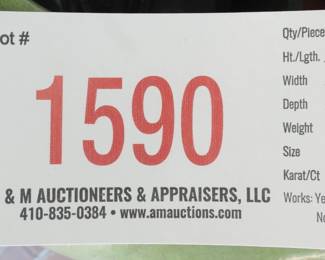 ot #
1590
& M AUCTIONEERS & APPRAISERS, LLC
410-835-0384 • www.amauctions.com
Qty/Piece
Ht./Lgth.
Width
Depth
Weight
Size
Karat/Ct
Works: Ye
No